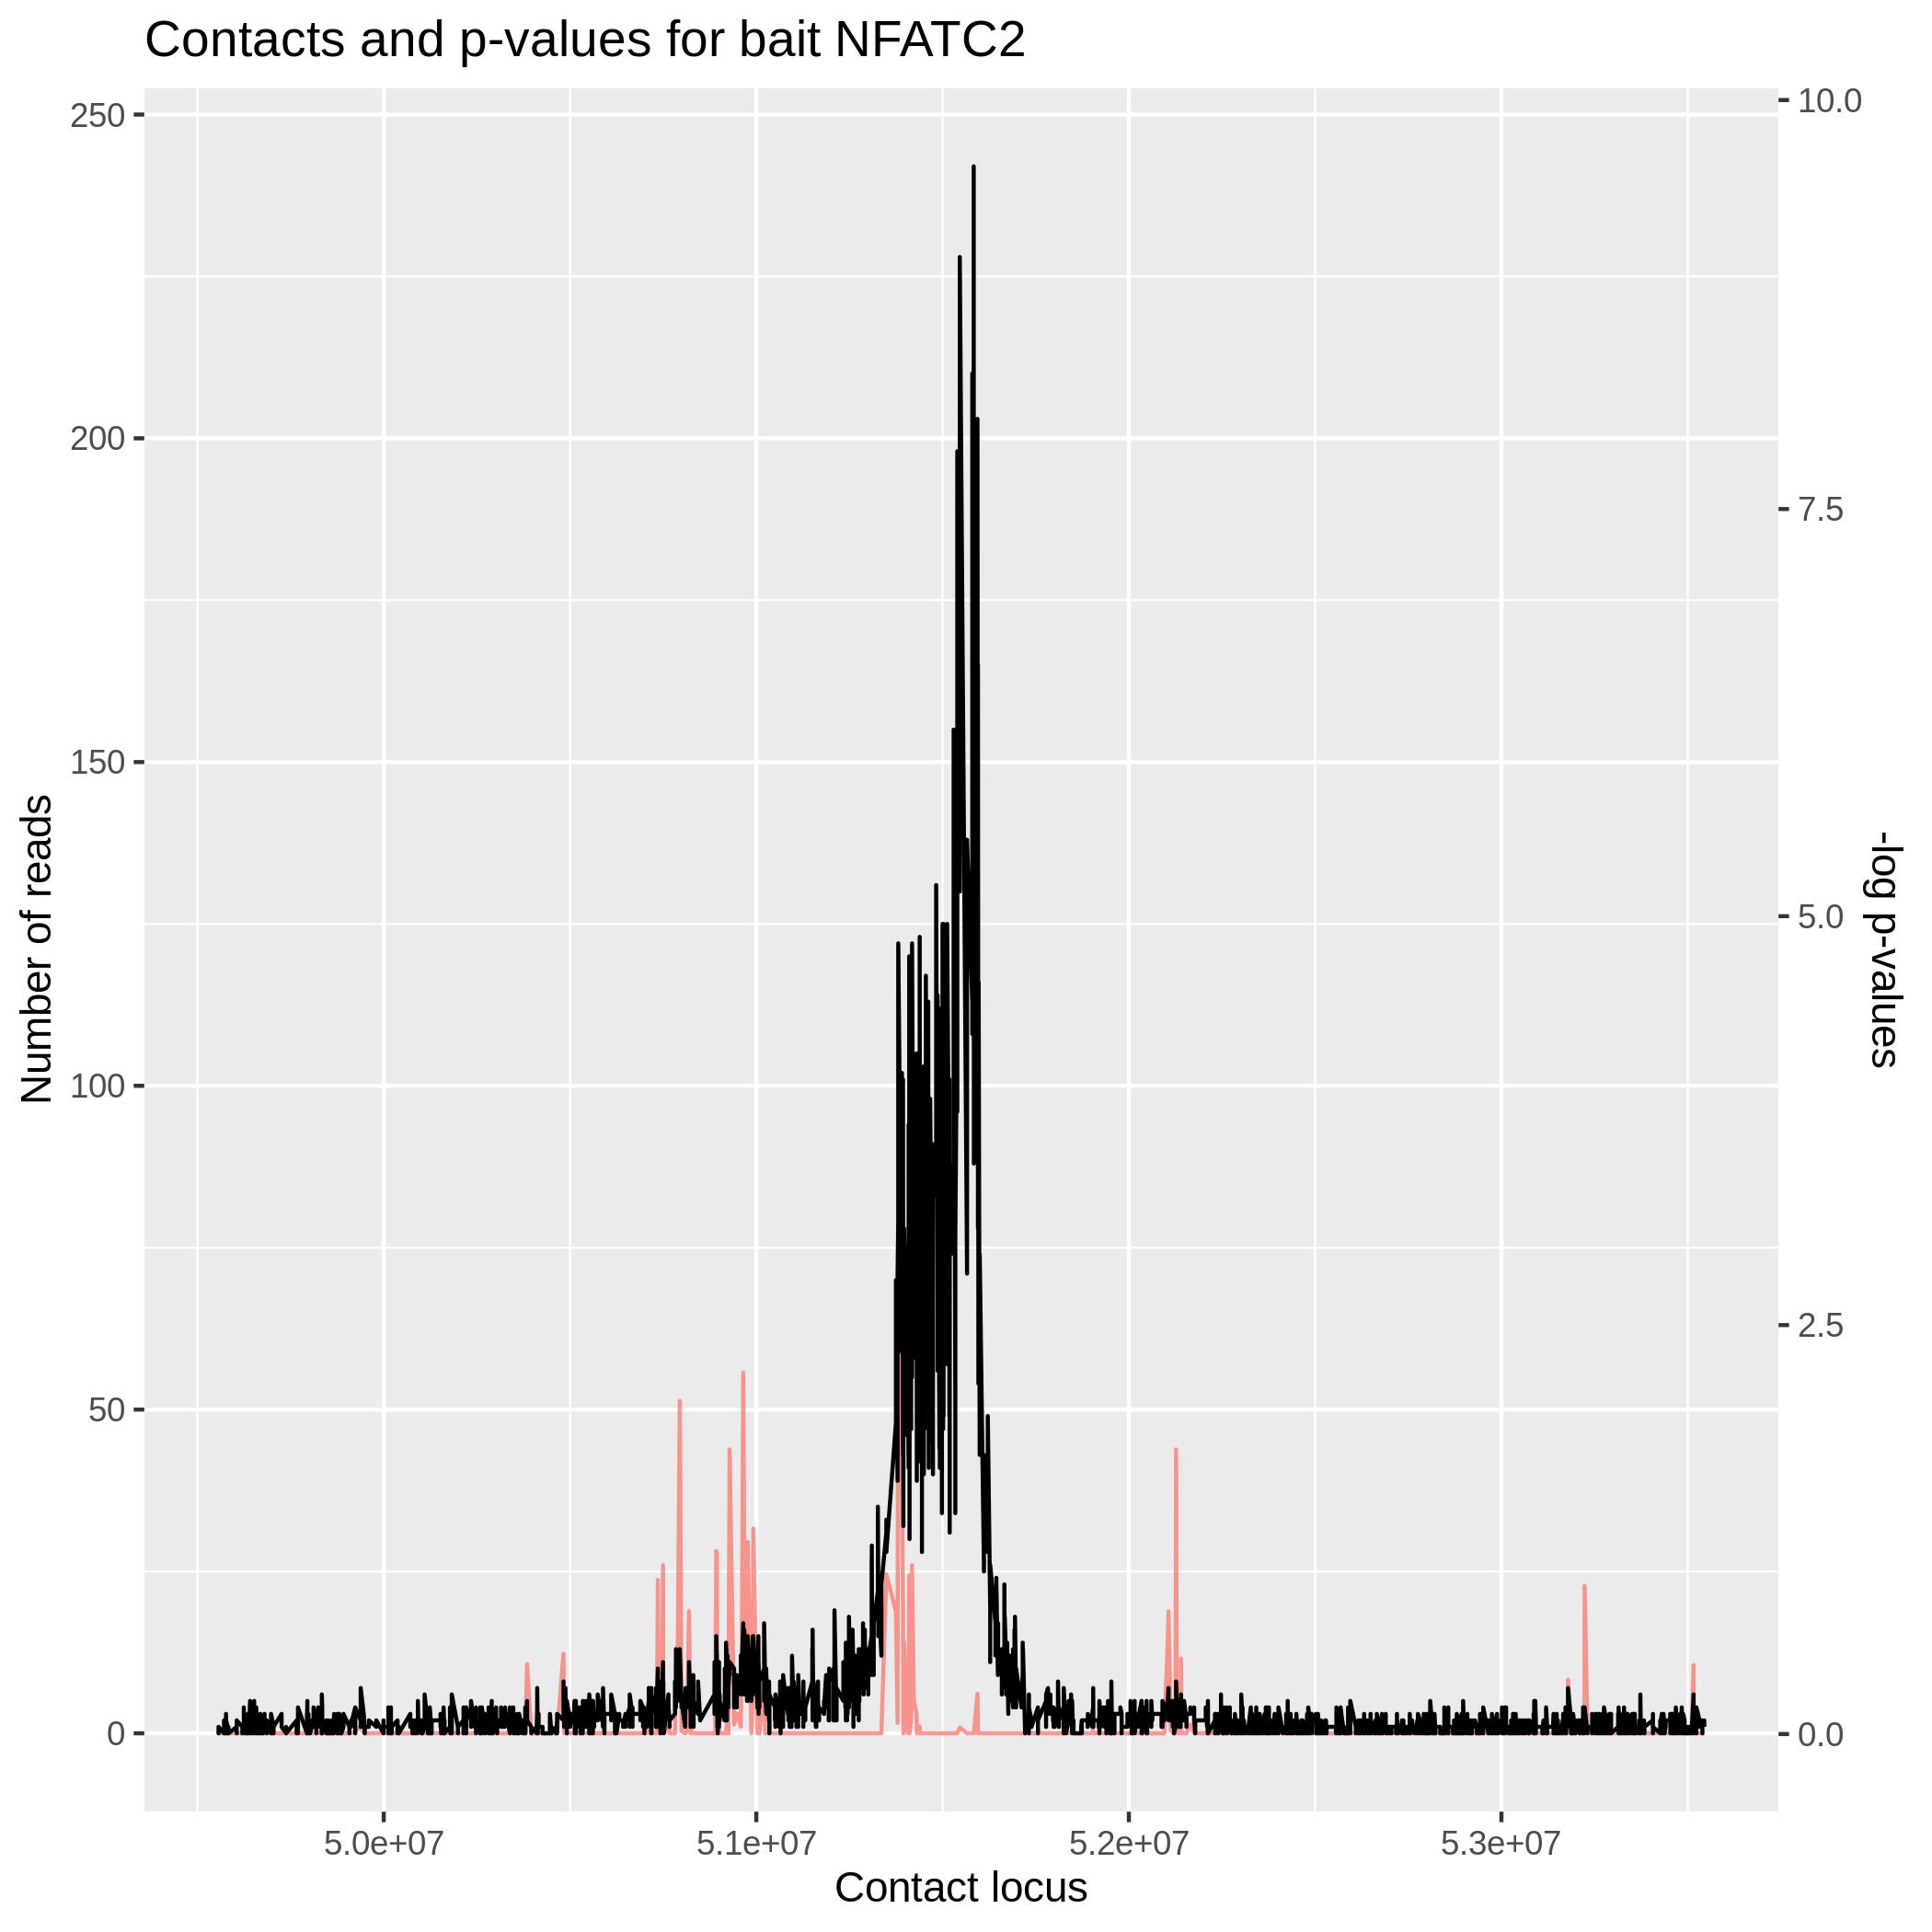 Contacts and p-values for bait NFATC2
250
200
150
100
50
0
Number of reads
10.0
7.5
5.0
2.5
0.0
-log p-values
5.0e+07
5.1e+07
5.2e+07
5.3e+07
Contact locus